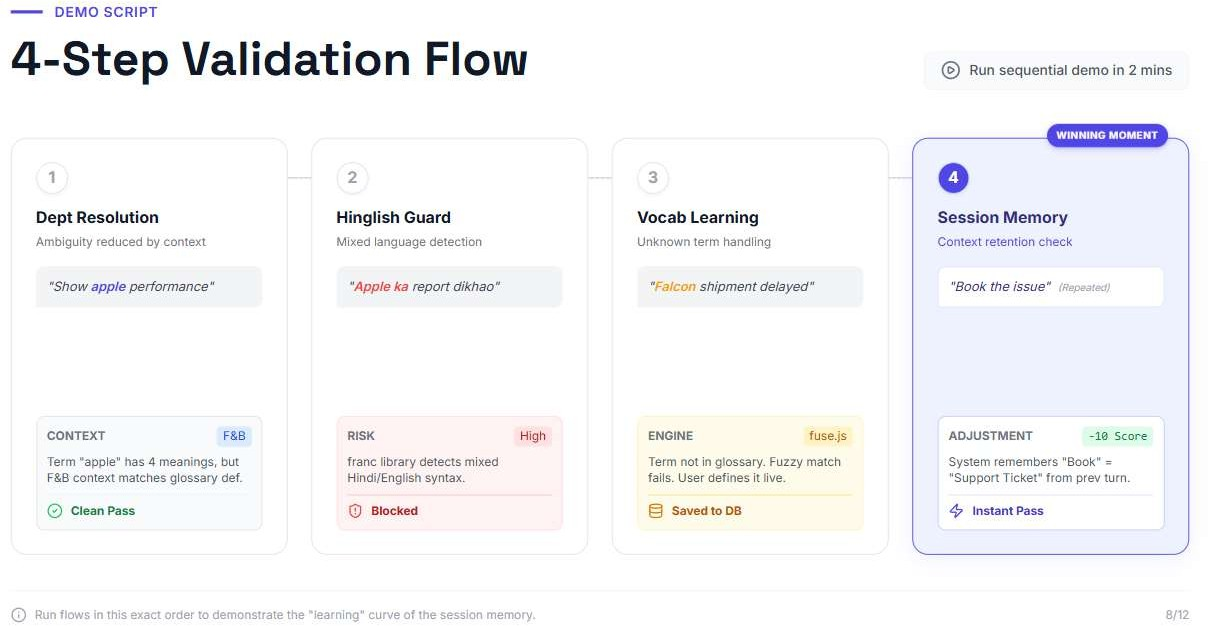 DEMO SCRIPT
4-Step Validation Flow
Run sequential demo in 2 mins
1
Dept Resolution
Ambiguity reduced by context
"Show apple performance"
CONTEXT F&B
Term "apple" has 4 meanings, but
F&B context matches glossary def.
Clean Pass
2
Hinglish Guard
Mixed language detection
"Apple ka report dikhao"
RISK High
franc library detects mixed
Hindi/English syntax.
Blocked
3
Vocab Learning
Unknown term handling
"Falcon shipment delayed"
ENGINE fuse.js
Term not in glossary. Fuzzy match
fails. User defines it live.
Saved to DB
WINNING MOMENT
4
Session Memory
Context retention check
"Book the issue" (Repeated)
ADJUSTMENT -10 Score
System remembers "Book" =
"Support Ticket" from prev turn.
Instant Pass
Run flows in this exact order to demonstrate the "learning" curve of the session memory.
8/12